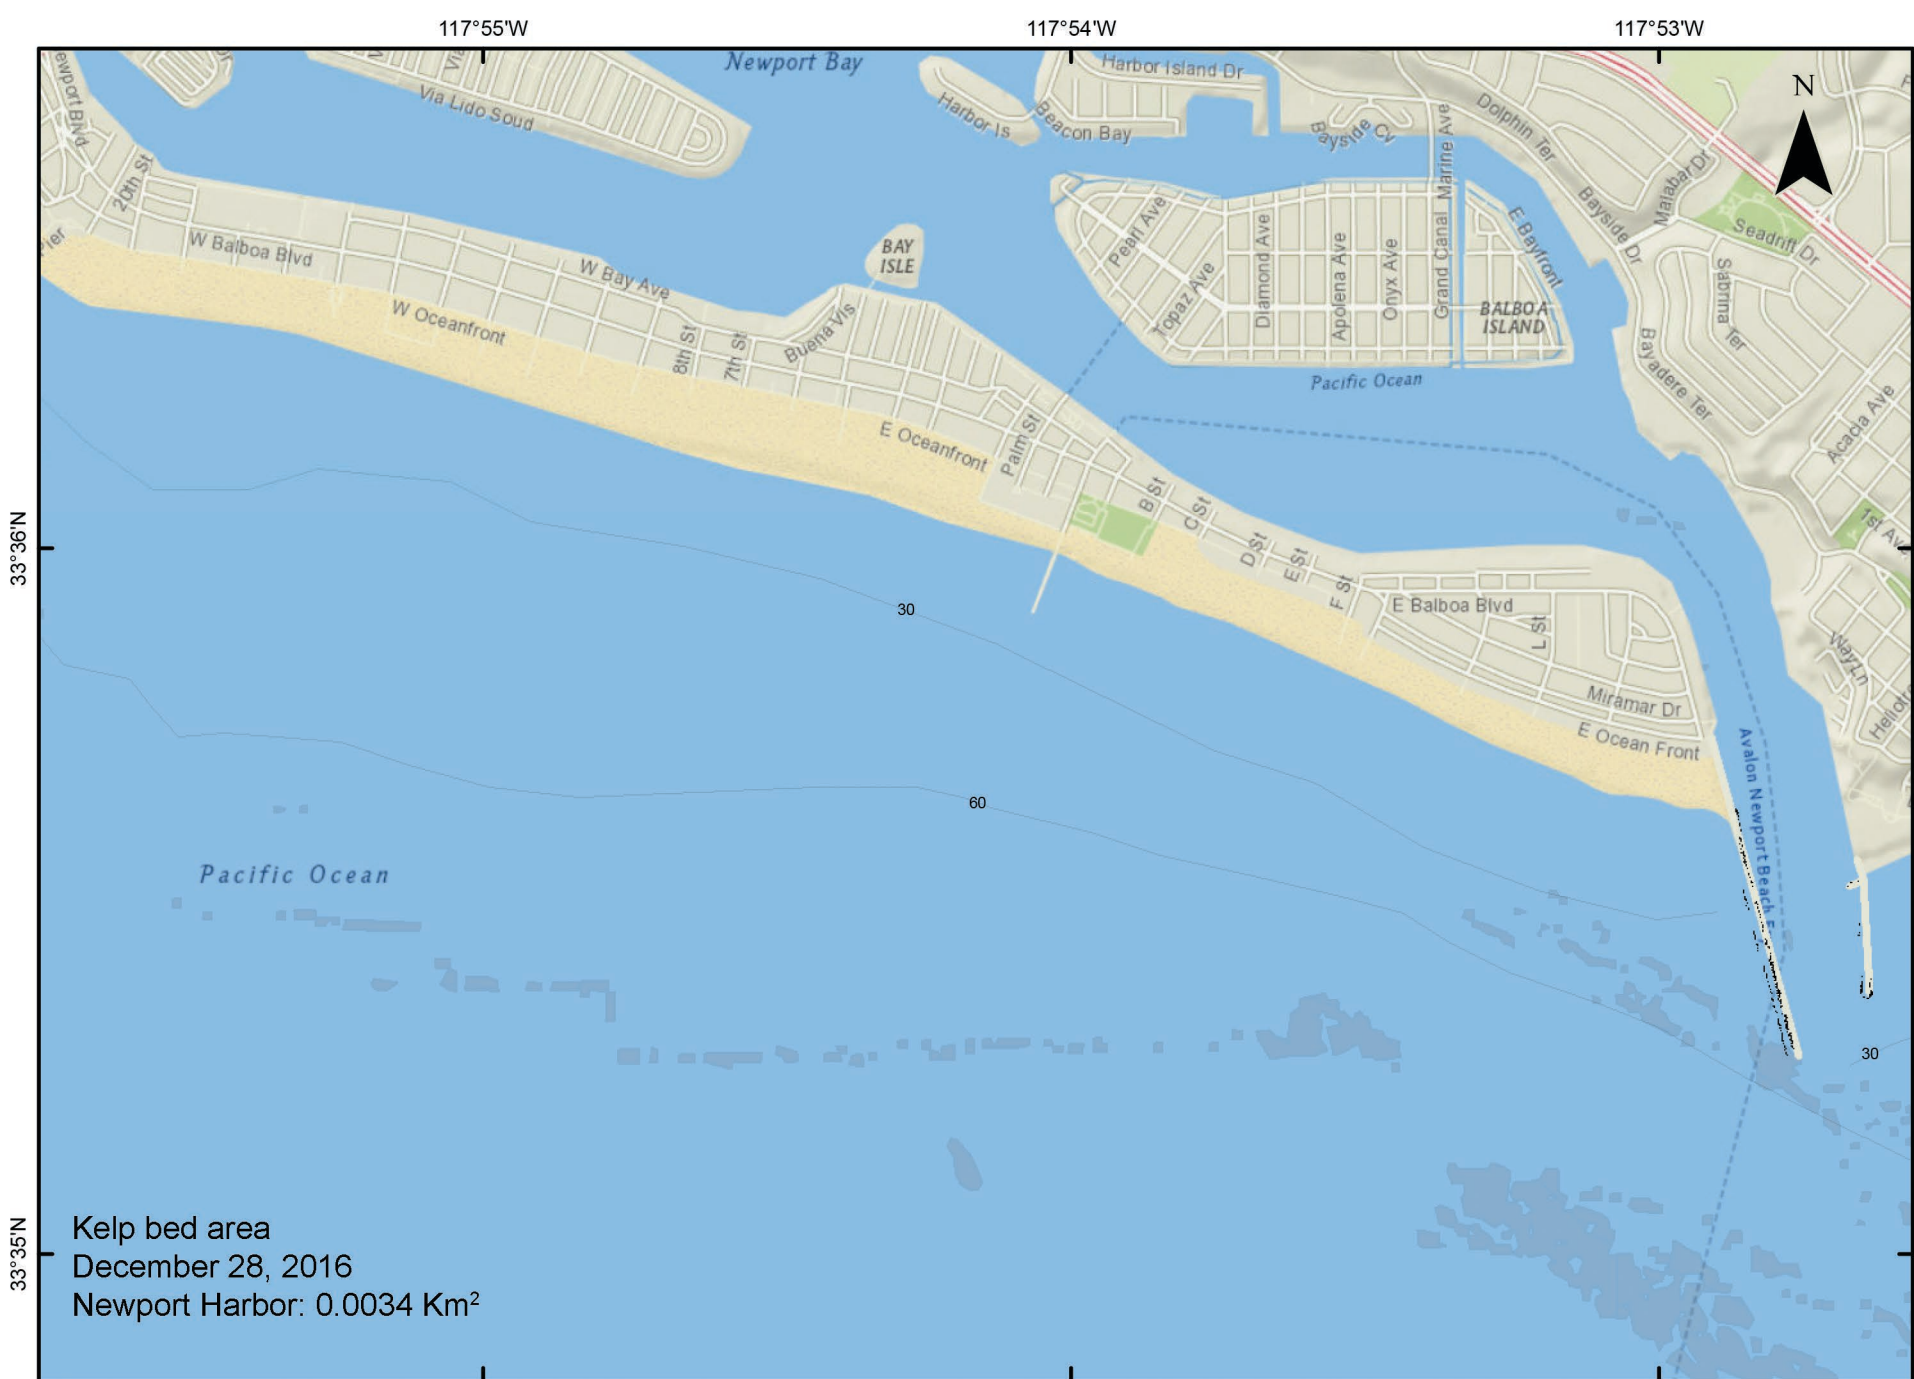 117°55'W
117°54'W
117°53'W
33°36'N
33°35'N
N
Newport Bay
Via Lido Soud
Harbor Is
Harbor Island Dr
Beacon Bay
Bayside Cv
Marine Ave
Grand Canal
Dolphin Ter
Bayside Dr
Malabar Dr
Seadrift Dr
Sabrina Ter
Bayadere Ter
Acacia Ave
1st Ave
Way Ln
20th St
W Balboa Blvd
W Bay Ave
W Oceanfront
8th St
7th St
Buena Vis
BAY
ISLE
E Oceanfront
Palm St
B St
C St
D St
E St
F St
E Balboa Blvd
L St
Miramar Dr
E Ocean Front
Pearl Ave
Topaz Ave
Diamond Ave
Apolena Ave
Onyx Ave
E Bayfront
BALBOA
ISLAND
Pacific Ocean
Avalon Newport Beach F
30
60
30
Pacific Ocean
Kelp bed area
December 28, 2016
Newport Harbor: 0.0034 Km²